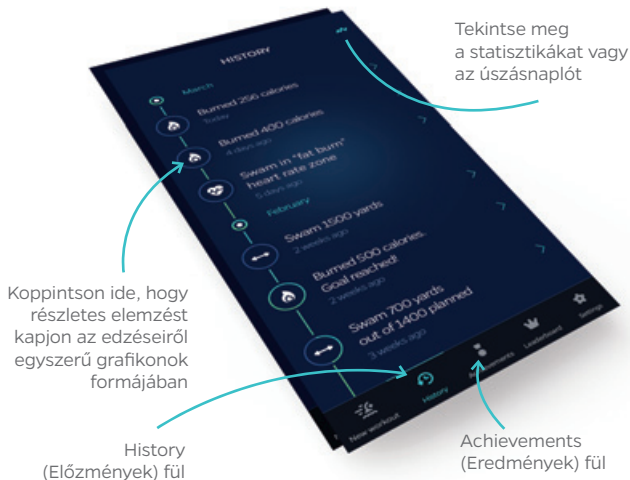 Tekintse meg
a statisztikákat vagy
az úszásnaplót
HISTORY
March
Burned 256 calories
Today
Burned 400 calories
4 days ago
Swam in "fat burn"
heart rate zone
5 days ago
February
Swam 1500 yards
2 weeks ago
Burned 500 calories.
Goal reached!
2 weeks ago
Swam 700 yards
out of 1400 planned
3 weeks ago
New workout
History
Achievements
Leaderboard
Settings
Koppintson ide, hogy
részletes elemzést
kapjon az edzéseiről
egyszerű grafikonok
formájában
History
(Előzmények) fül
Achievements
(Eredmények) fül